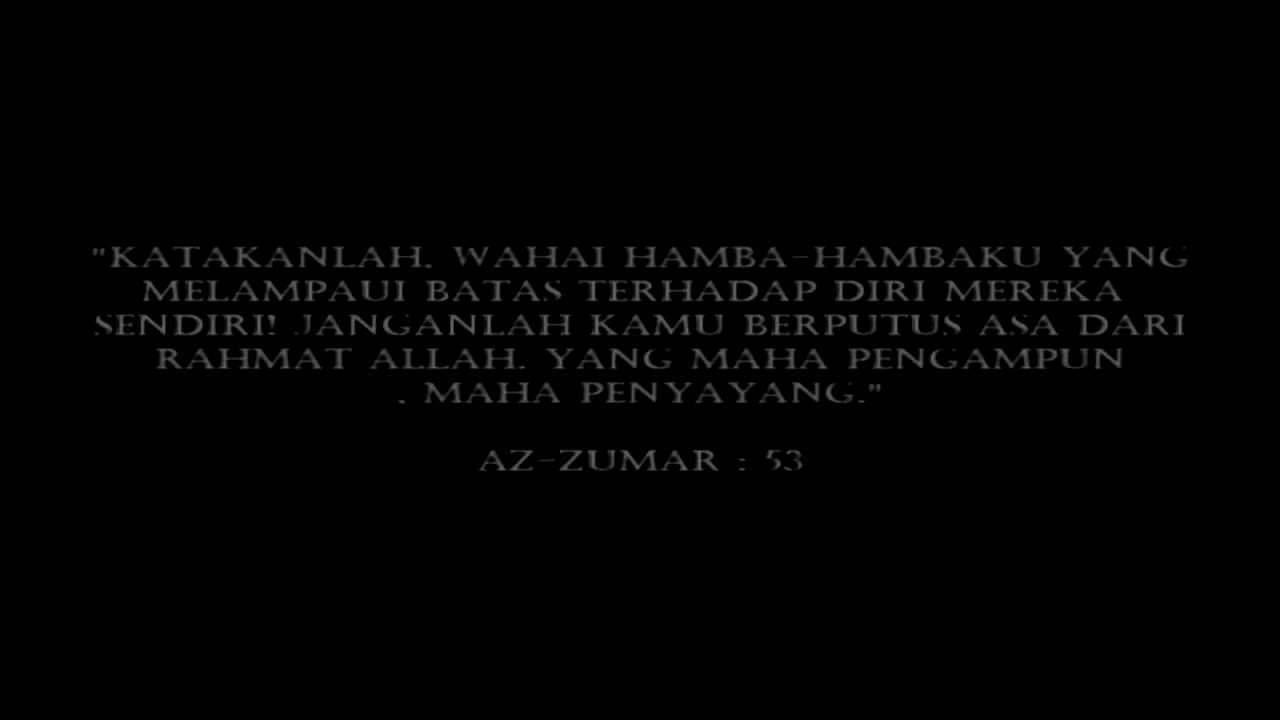 "KATAKANLAH, WAHAI HAMBA-HAMBAKU YANG
MELAMPAUI BATAS TERHADAP DIRI MEREKA
SENDIRI! JANGANLAH KAMU BERPUTUS ASA DARI
RAHMAT ALLAH. YANG MAHA PENGAMPUN
, MAHA PENYAYANG."
AZ-ZUMAR : 53